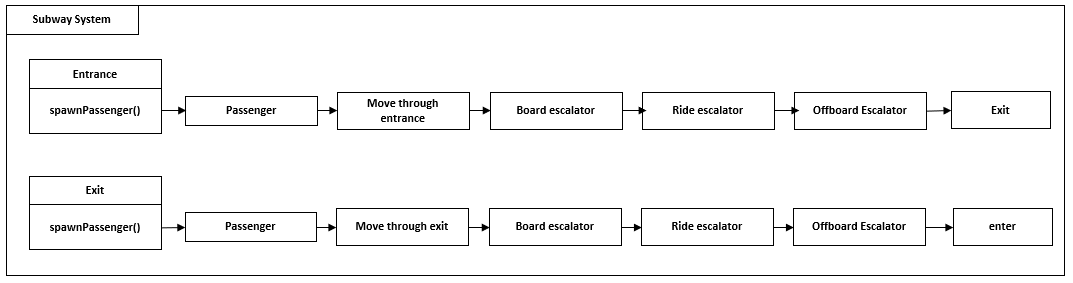 Subway System
Entrance
spawnPassenger()
Passenger
Move through
entrance
Board escalator
Ride escalator
Offboard Escalator
Exit
Exit
spawnPassenger()
Passenger
Move through exit
Board escalator
Ride escalator
Offboard Escalator
enter